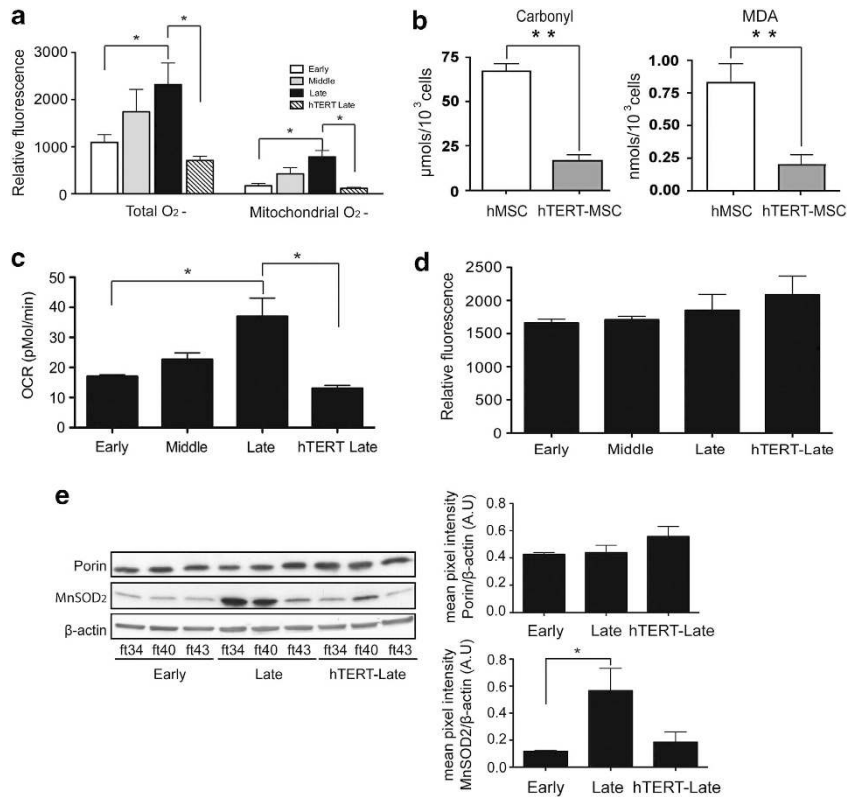 a
Relative fluorescence
3000
2000
1000
0
*
*
*
*
Early
Middle
Late
hTERT Late
Total O2-
Mitochondrial O2-
b
Carbonyl
μmols/10³ cells
75
50
25
0
**
hMSC hTERT-MSC
MDA
nmols/10³ cells
1.00
0.75
0.50
0.25
0.00
**
hMSC hTERT-MSC
c
OCR (pMol/min)
50
40
30
20
10
0
*
*
Early Middle Late hTERT Late
d
Relative fluorescence
2500
2000
1500
1000
500
0
Early Middle Late hTERT-Late
e
Porin
MnSOD2
β-actin
ft34 ft40 ft43 ft34 ft40 ft43 ft34 ft40 ft43
Early Late hTERT-Late
mean pixel intensity
Porin/β-actin (A.U)
0.8
0.6
0.4
0.2
0.0
Early Late hTERT-Late
mean pixel intensity
MnSOD2/β-actin (A.U)
0.8
0.6
0.4
0.2
0.0
*
Early Late hTERT-Late